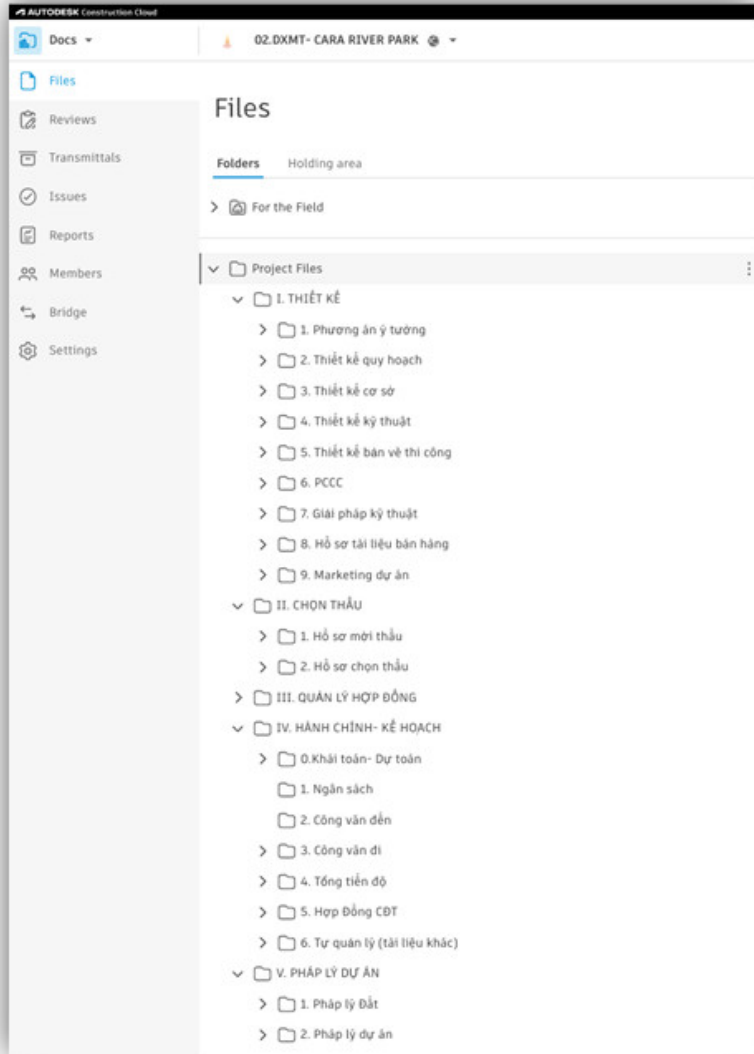 AUTODESK Construction Cloud
Docs
02.DXMT- CARA RIVER PARK
Files
Reviews
Transmittals
Issues
Reports
Members
Bridge
Settings
Files
Folders Holding area
For the Field
Project Files
I. THIẾT KẾ
1. Phương án ý tưởng
2. Thiết kế quy hoạch
3. Thiết kế cơ sở
4. Thiết kế kỹ thuật
5. Thiết kế bản vẽ thi công
6. PCCC
7. Giải pháp kỹ thuật
8. Hồ sơ tài liệu bán hàng
9. Marketing dự án
II. CHỌN THẦU
1. Hồ sơ mời thầu
2. Hồ sơ chọn thầu
III. QUẢN LÝ HỢP ĐỒNG
IV. HÀNH CHÍNH- KẾ HOẠCH
0.Khái toán- Dự toán
1. Ngân sách
2. Công văn đến
3. Công văn đi
4. Tổng tiến độ
5. Hợp Đồng CĐT
6. Tự quản lý (tài liệu khác)
V. PHÁP LÝ DỰ ÁN
1. Pháp lý Đất
2. Pháp lý dự án